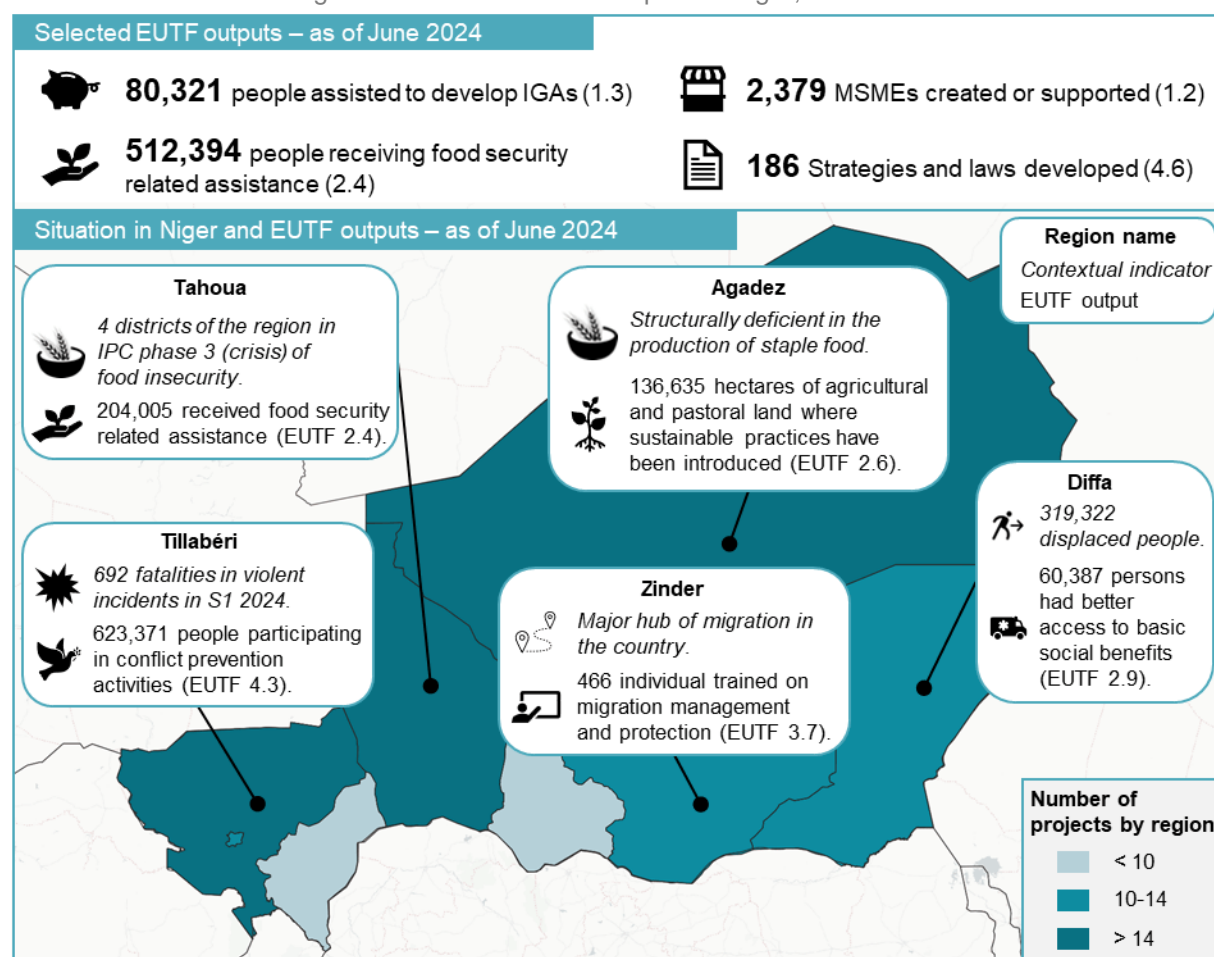 Selected EUTF outputs – as of June 2024
80,321 people assisted to develop IGAs (1.3)
2,379 MSMEs created or supported (1.2)
512,394 people receiving food security
related assistance (2.4)
186 Strategies and laws developed (4.6)
Situation in Niger and EUTF outputs – as of June 2024
Region name
Contextual indicator
EUTF output
Tahoua
4 districts of the region in
IPC phase 3 (crisis) of
food insecurity.
204,005 received food security
related assistance (EUTF 2.4).
Agadez
Structurally deficient in the
production of staple food.
136,635 hectares of agricultural
and pastoral land where
sustainable practices have
been introduced (EUTF 2.6).
Diffa
319,322
displaced people.
60,387 persons
had better
access to basic
social benefits
(EUTF 2.9).
Tillabéri
692 fatalities in violent
incidents in S1 2024.
623,371 people participating
in conflict prevention
activities (EUTF 4.3).
Zinder
Major hub of migration in
the country.
466 individual trained on
migration management
and protection (EUTF 3.7).
Number of
projects by region
< 10
10-14
> 14